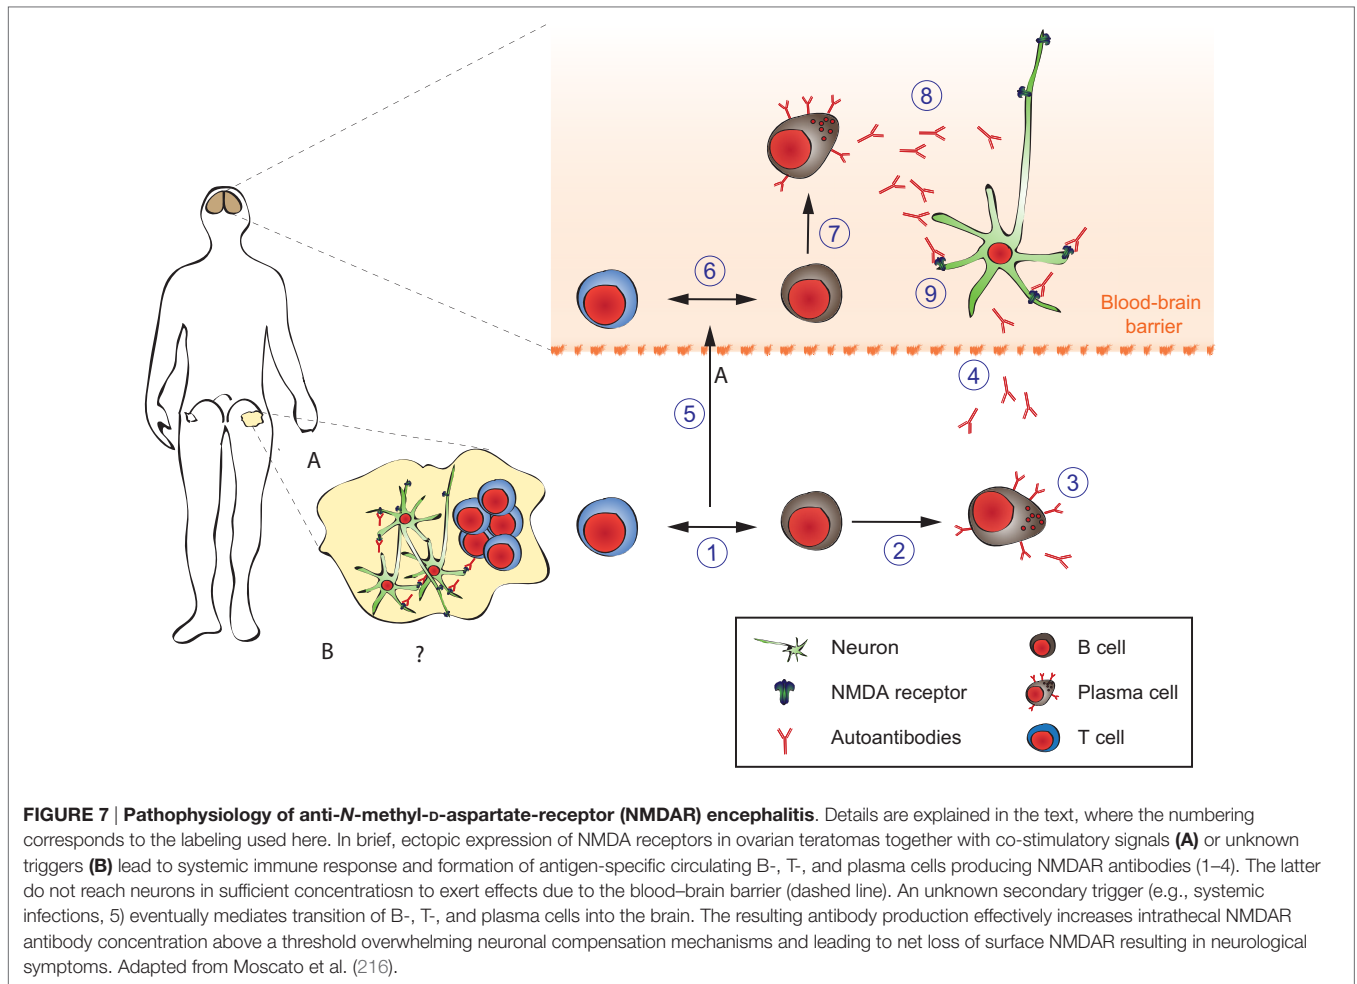 8
7
6
9
Blood-brain
barrier
4
A
5
A
3
1
2
B
?
Neuron
B cell
NMDA receptor
Plasma cell
Autoantibodies
T cell
FIGURE 7 | Pathophysiology of anti-N-methyl-D-aspartate-receptor (NMDAR) encephalitis. Details are explained in the text, where the numbering
corresponds to the labeling used here. In brief, ectopic expression of NMDA receptors in ovarian teratomas together with co-stimulatory signals (A) or unknown
triggers (B) lead to systemic immune response and formation of antigen-specific circulating B-, T-, and plasma cells producing NMDAR antibodies (1–4). The latter
do not reach neurons in sufficient concentratiosn to exert effects due to the blood–brain barrier (dashed line). An unknown secondary trigger (e.g., systemic
infections, 5) eventually mediates transition of B-, T-, and plasma cells into the brain. The resulting antibody production effectively increases intrathecal NMDAR
antibody concentration above a threshold overwhelming neuronal compensation mechanisms and leading to net loss of surface NMDAR resulting in neurological
symptoms. Adapted from Moscato et al. (216).